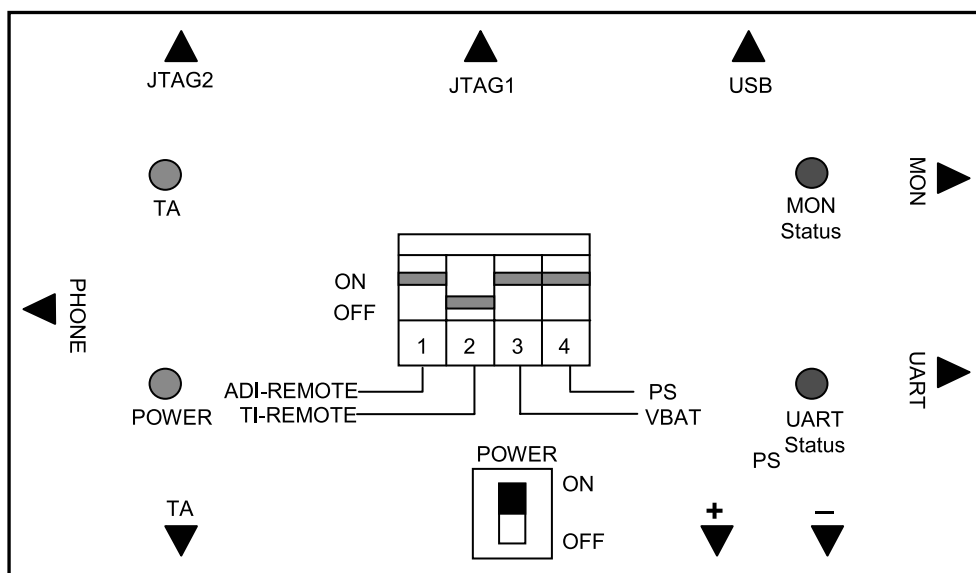 JTAG2
JTAG1
USB
TA
MON
Status
MON
ON
OFF
PHONE
1 2 3 4
ADI-REMOTE
TI-REMOTE
PS
VBAT
POWER
UART
Status
UART
PS
POWER
ON
OFF
TA
+
–